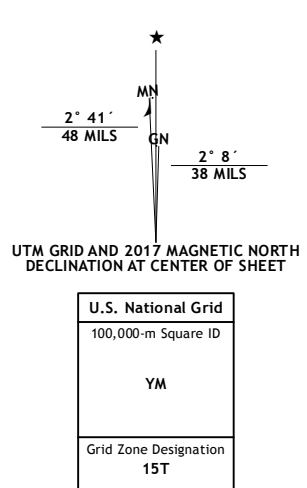 ★
MN
GN
2° 41´
48 MILS
2° 8´
38 MILS
UTM GRID AND 2017 MAGNETIC NORTH
DECLINATION AT CENTER OF SHEET
U.S. National Grid
100,000-m Square ID
YM
Grid Zone Designation
15T